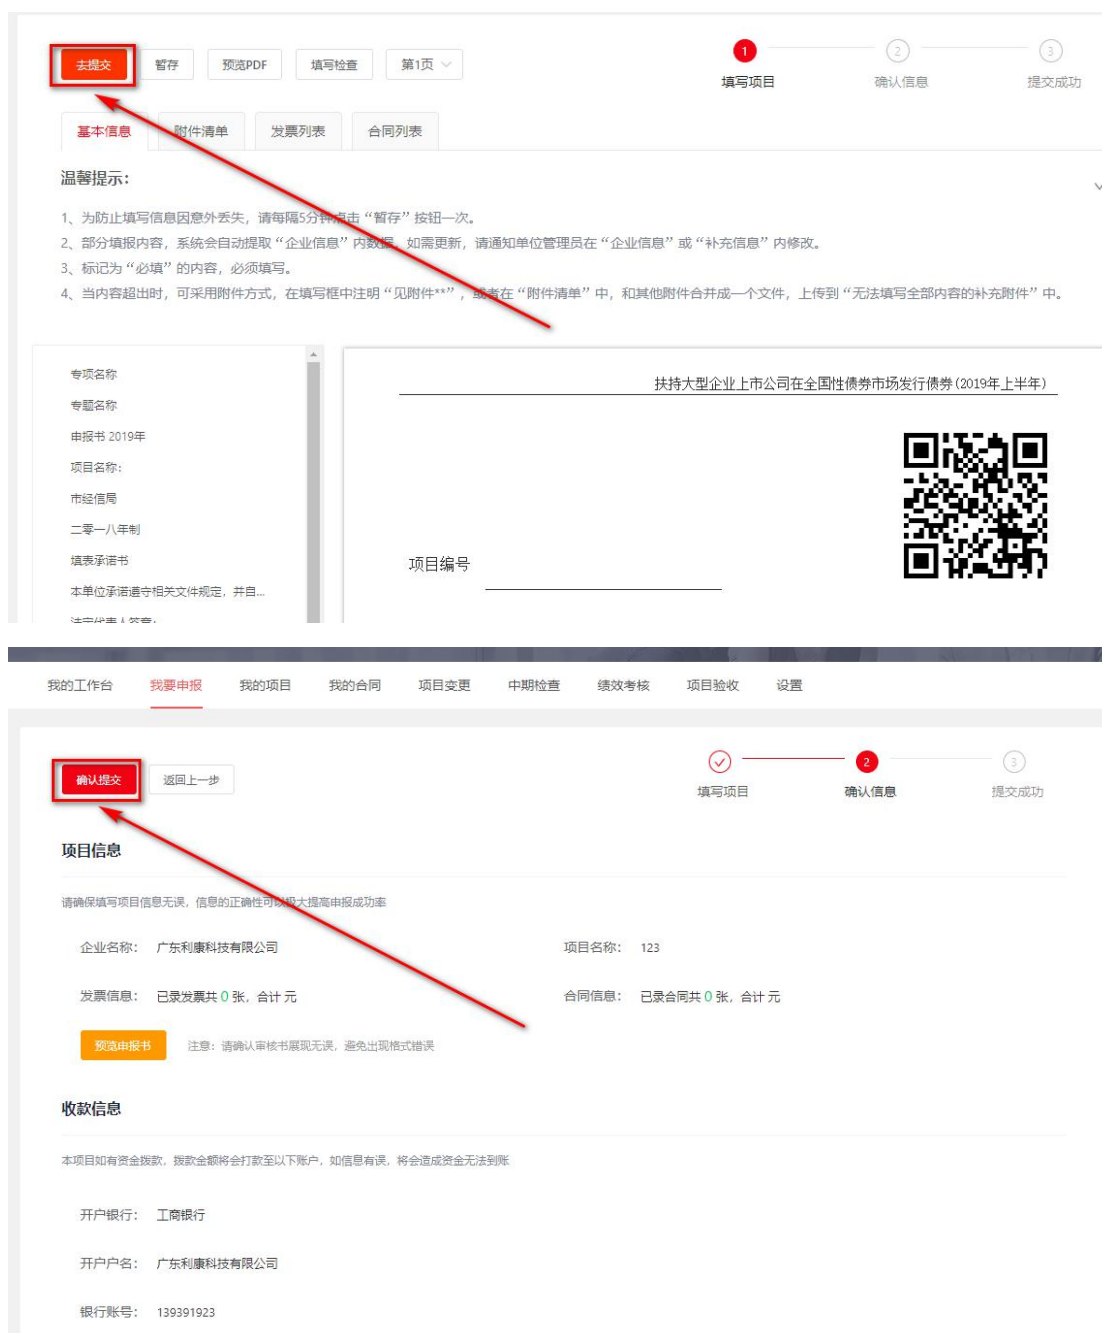 去提交 暂存 预览PDF 填写检查 第1页
1 2 3
填写项目 确认信息 提交成功
基本信息 附件清单 发票列表 合同列表
温馨提示：
1、为防止填写信息因意外丢失，请每隔5分钟点击“暂存”按钮一次。
2、部分填报内容，系统会自动提取“企业信息”内数据，如需更新，请通知单位管理员在“企业信息”或“补充信息”内修改。
3、标记为“必填”的内容，必须填写。
4、当内容超出时，可采用附件方式，在填写框中注明“见附件**”，或者在“附件清单”中，和其他附件合并成一个文件，上传到“无法填写全部内容的补充附件”中。
专项名称
专题名称
申报书 2019年
项目名称：
市经信局
二零一八年制
填表承诺书
本单位承诺遵守相关文件规定，并自...
法定代表人签章：
扶持大型企业上市公司在全国性债券市场发行债券(2019年上半年)
项目编号
我的工作台 我要申报 我的项目 我的合同 项目变更 中期检查 绩效考核 项目验收 设置
确认提交 返回上一步
2 3
填写项目 确认信息 提交成功
项目信息
请确保填写项目信息无误，信息的正确性可以极大提高申报成功率
企业名称： 广东利康科技有限公司 项目名称： 123
发票信息： 已录发票共 0 张，合计 元 合同信息： 已录合同共 0 张，合计 元
预览申报书 注意：请确认审核书展现无误，避免出现格式错误
收款信息
本项目如有资金拨款，拨款金额将会打款至以下账户，如信息有误，将会造成资金无法到账
开户银行： 工商银行
开户户名： 广东利康科技有限公司
银行账号： 139391923